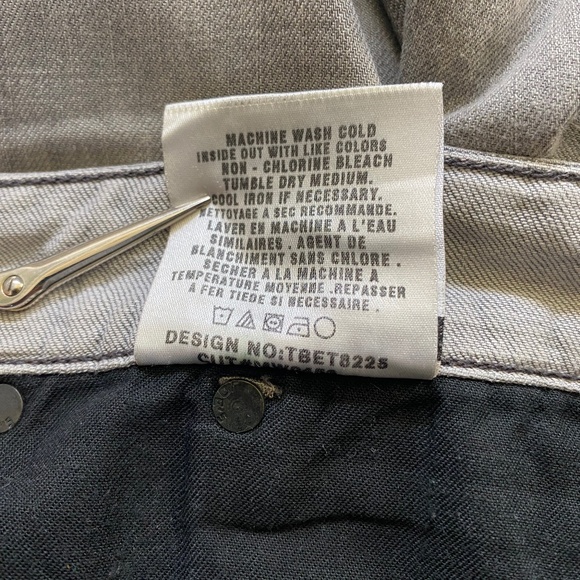 MACHINE WASH COLD
INSIDE OUT WITH LIKE COLORS
NON - CHLORINE BLEACH
TUMBLE DRY MEDIUM.
COOL IRON IF NECESSARY.
NETTOYAGE A SEC RECOMMANDE.
LAVER EN MACHINE A L'EAU
SIMILAIRES . AGENT DE
BLANCHIMENT SANS CHLORE .
SECHER A LA MACHINE A
TEMPERATURE MOYENNE .REPASSER
A FER TIEDE SI NECESSAIRE .
DESIGN NO:TBET8225